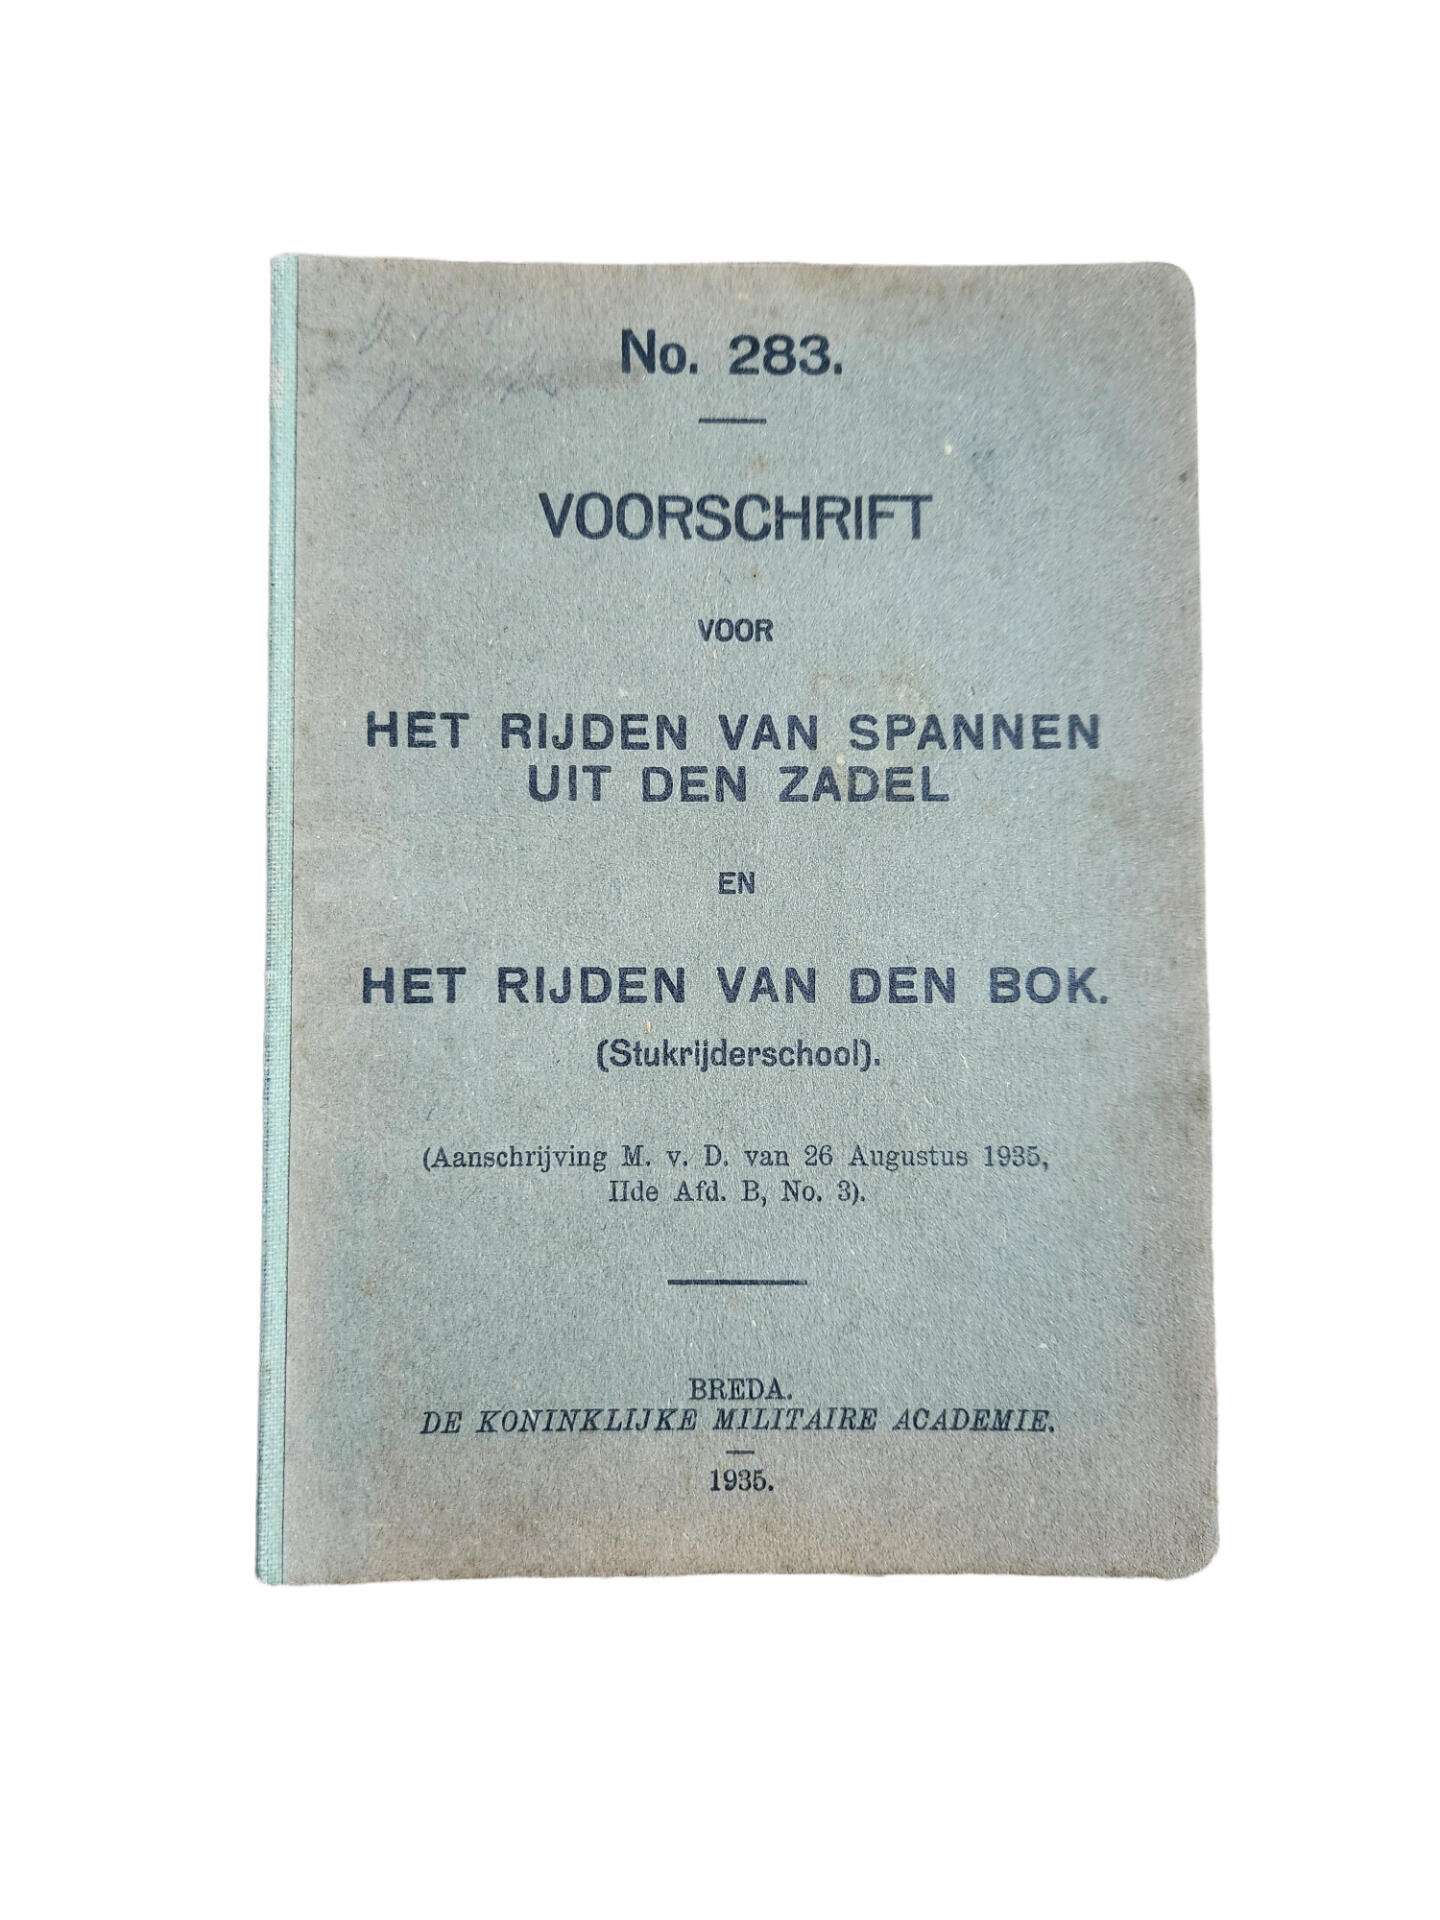 No. 283.
VOORSCHRIFT
VOOR
HET RIJDEN VAN SPANNEN
UIT DEN ZADEL
EN
HET RIJDEN VAN DEN BOK.
(Stukrijderschool).
(Aanschrijving M. v. D. van 26 Augustus 1935,
IIde Afd. B, No. 3).
BREDA.
DE KONINKLIJKE MILITAIRE ACADEMIE.
1935.